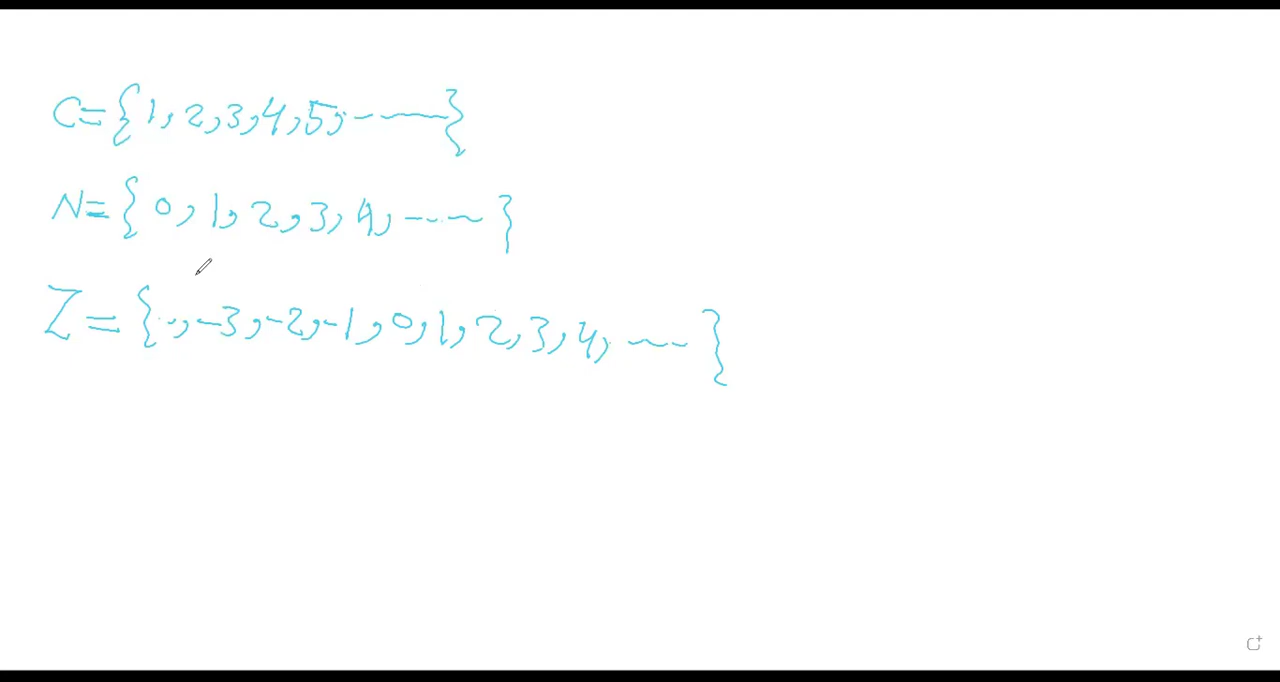 C={1,2,3,4,5,-----}
N={0,1,2,3,4,-----}
Z={..,-3,-2,-1,0,1,2,3,4,----}